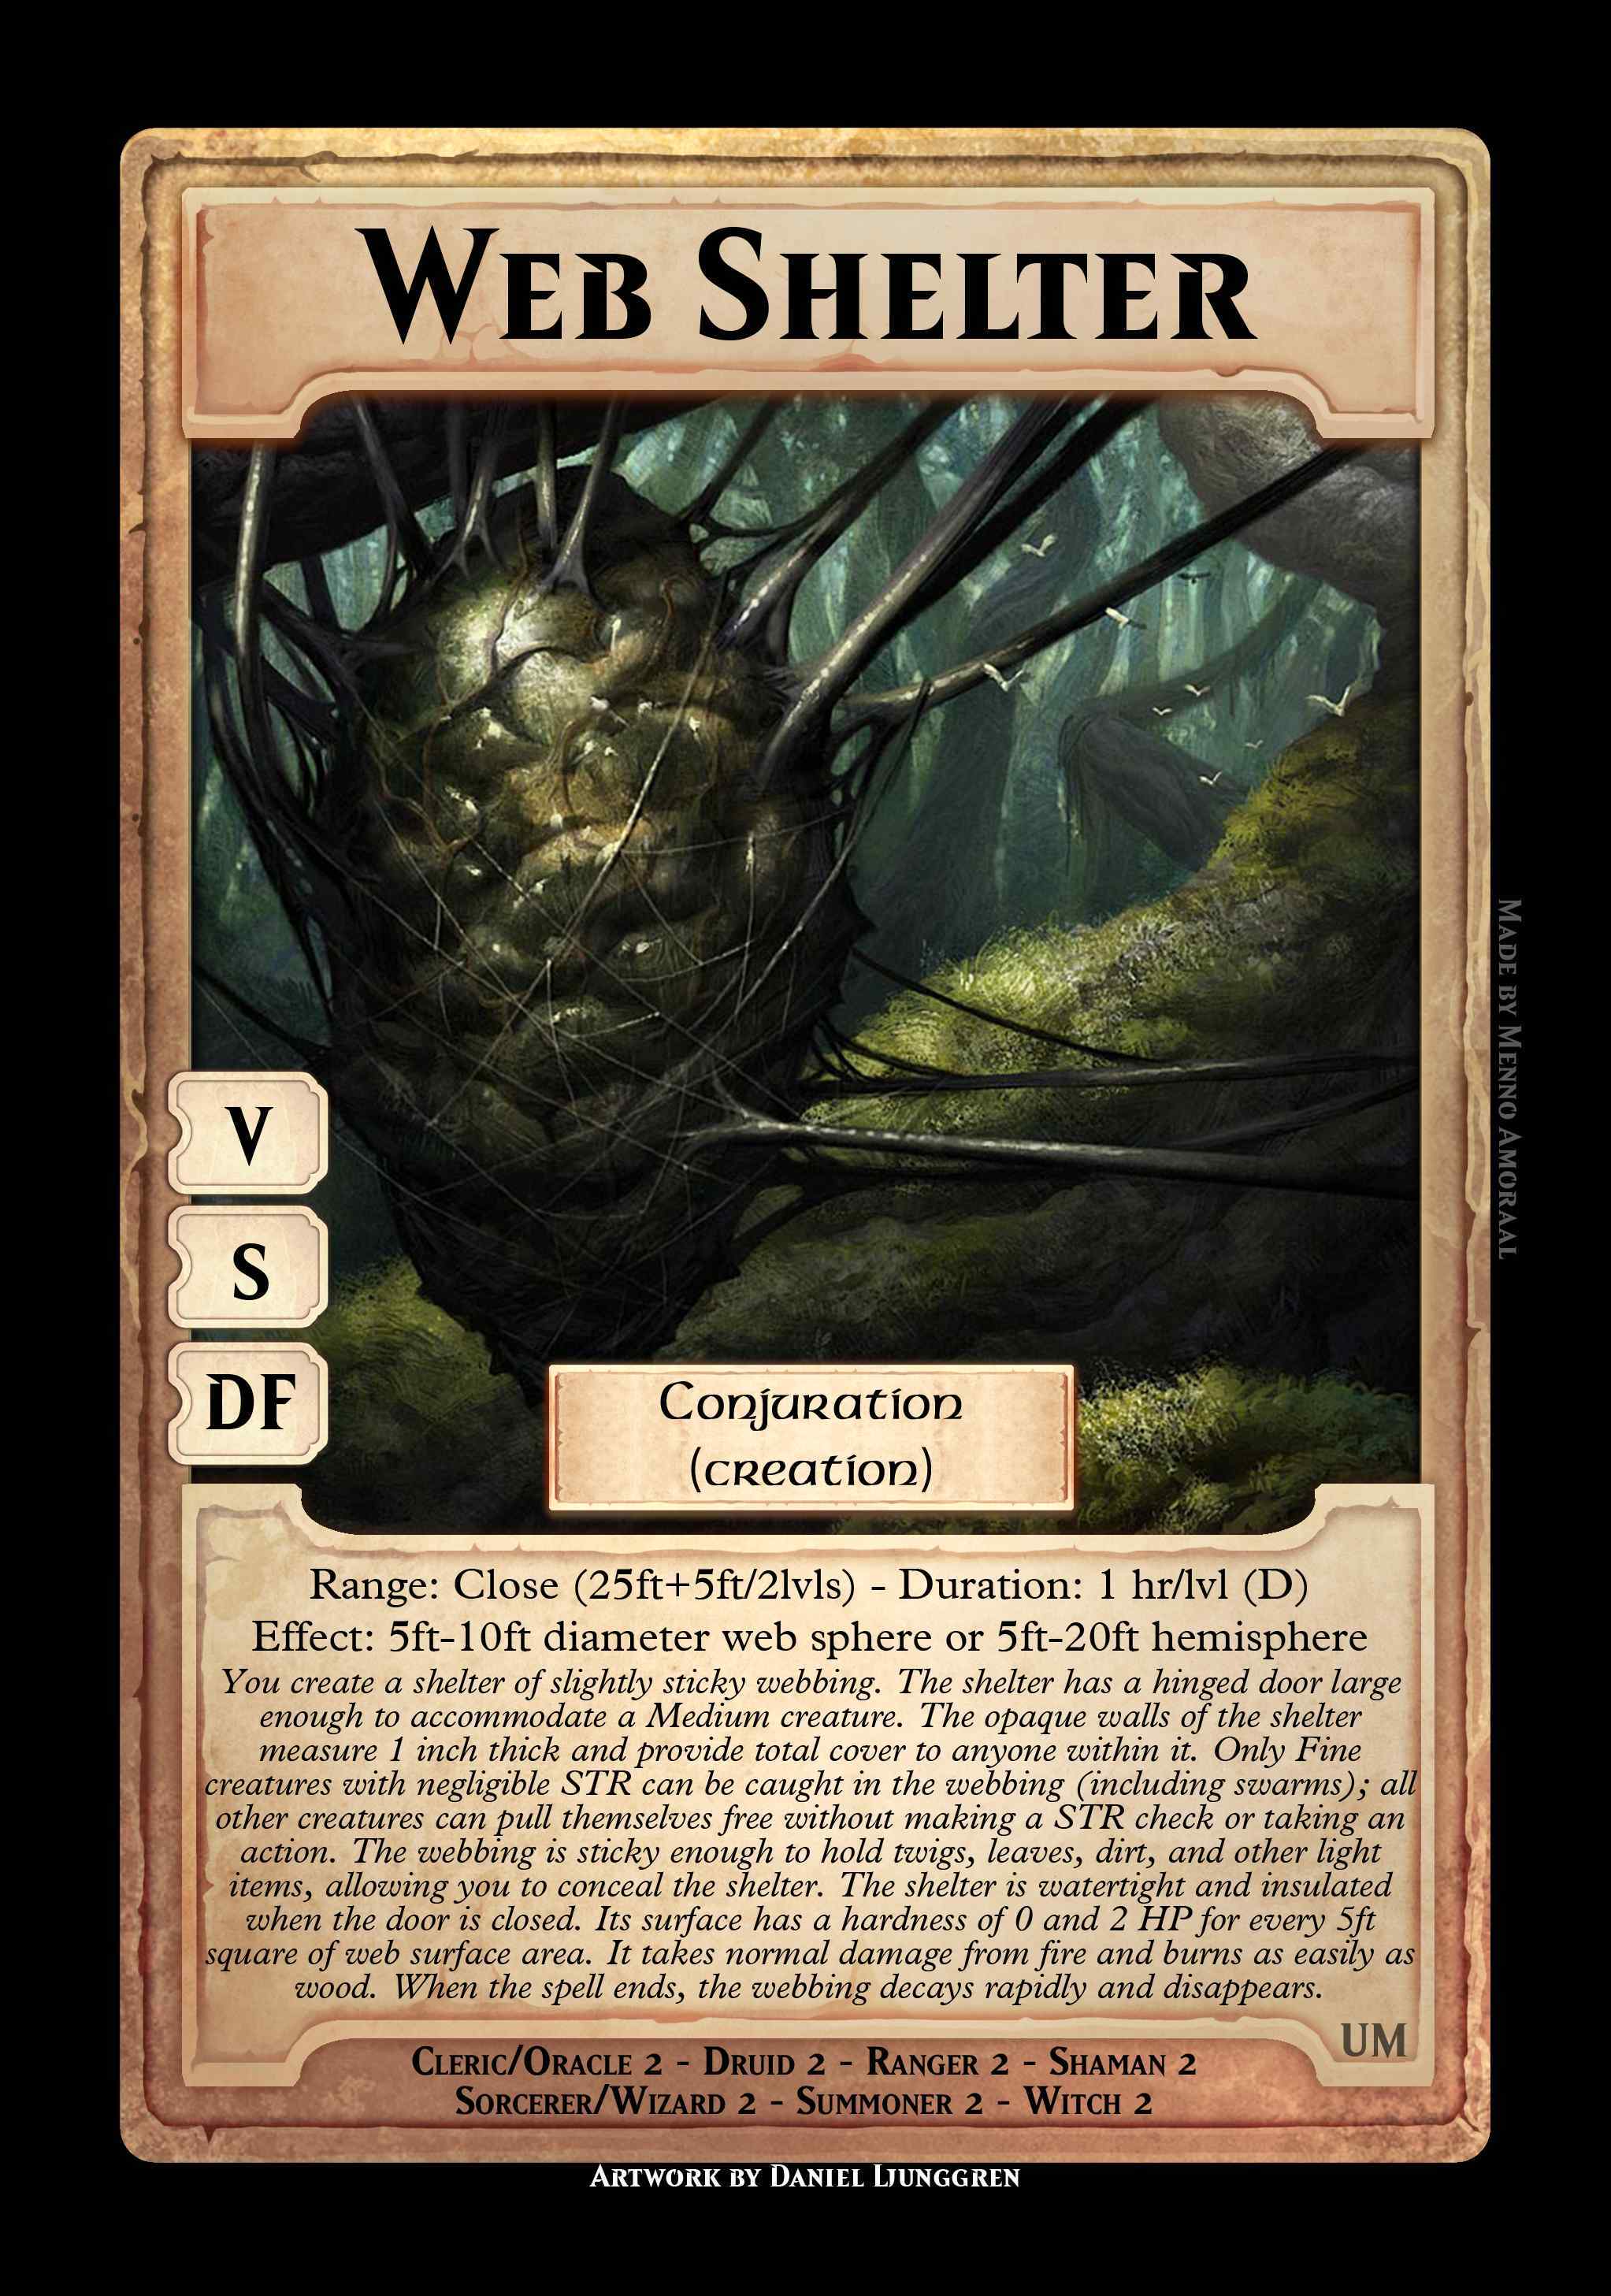 Web Shelter
V
S
DF
Conjuration
(creation)
Range: Close (25ft+5ft/2lvls) - Duration: 1 hr/lvl (D)
Effect: 5ft-10ft diameter web sphere or 5ft-20ft hemisphere
You create a shelter of slightly sticky webbing. The shelter has a hinged door large
enough to accommodate a Medium creature. The opaque walls of the shelter
measure 1 inch thick and provide total cover to anyone within it. Only Fine
creatures with negligible STR can be caught in the webbing (including swarms); all
other creatures can pull themselves free without making a STR check or taking an
action. The webbing is sticky enough to hold twigs, leaves, dirt, and other light
items, allowing you to conceal the shelter. The shelter is watertight and insulated
when the door is closed. Its surface has a hardness of 0 and 2 HP for every 5ft
square of web surface area. It takes normal damage from fire and burns as easily as
wood. When the spell ends, the webbing decays rapidly and disappears.
UM
Cleric/Oracle 2 - Druid 2 - Ranger 2 - Shaman 2
Sorcerer/Wizard 2 - Summoner 2 - Witch 2
Artwork by Daniel Ljunggren
Made by Menno Amoraal